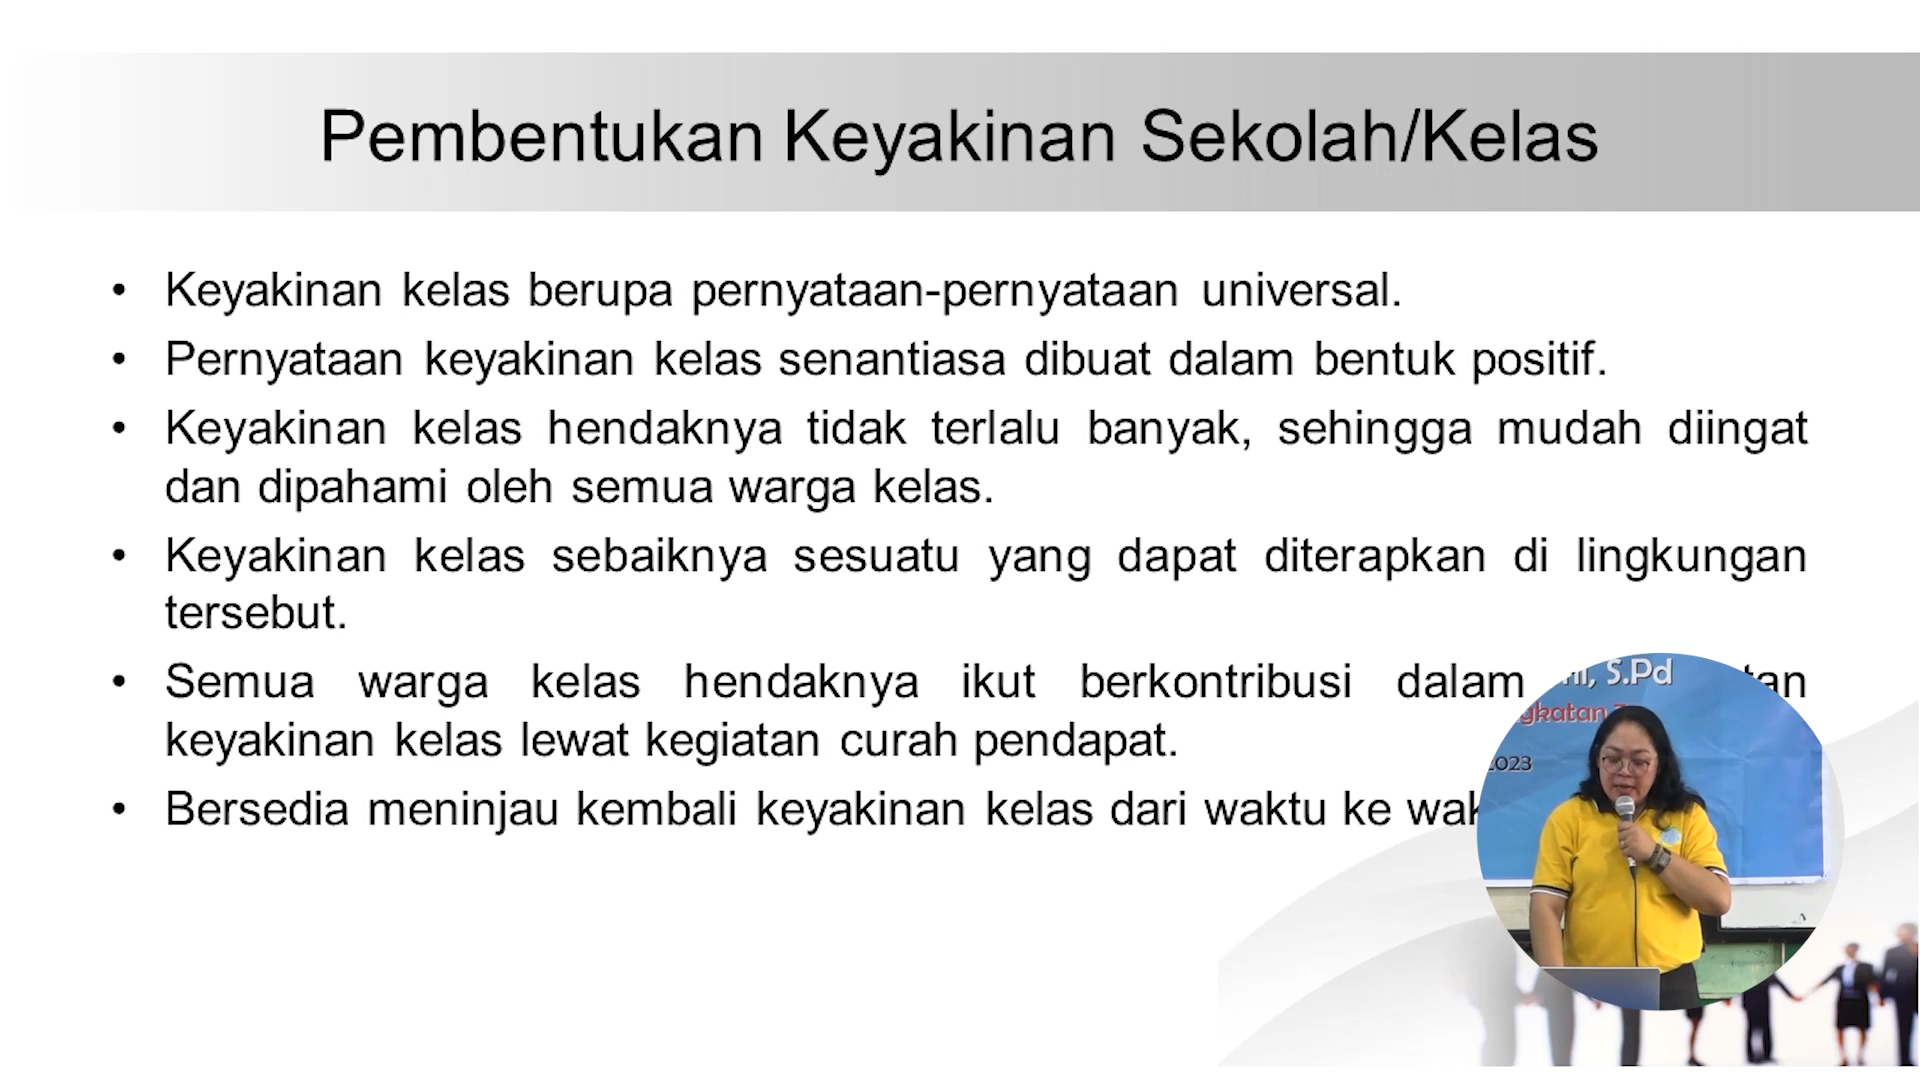 Pembentukan Keyakinan Sekolah/Kelas
• Keyakinan kelas berupa pernyataan-pernyataan universal.
• Pernyataan keyakinan kelas senantiasa dibuat dalam bentuk positif.
• Keyakinan kelas hendaknya tidak terlalu banyak, sehingga mudah diingat
dan dipahami oleh semua warga kelas.
• Keyakinan kelas sebaiknya sesuatu yang dapat diterapkan di lingkungan
tersebut.
• Semua warga kelas hendaknya ikut berkontribusi dalam
keyakinan kelas lewat kegiatan curah pendapat.
• Bersedia meninjau kembali keyakinan kelas dari waktu ke
S.Pd
2023